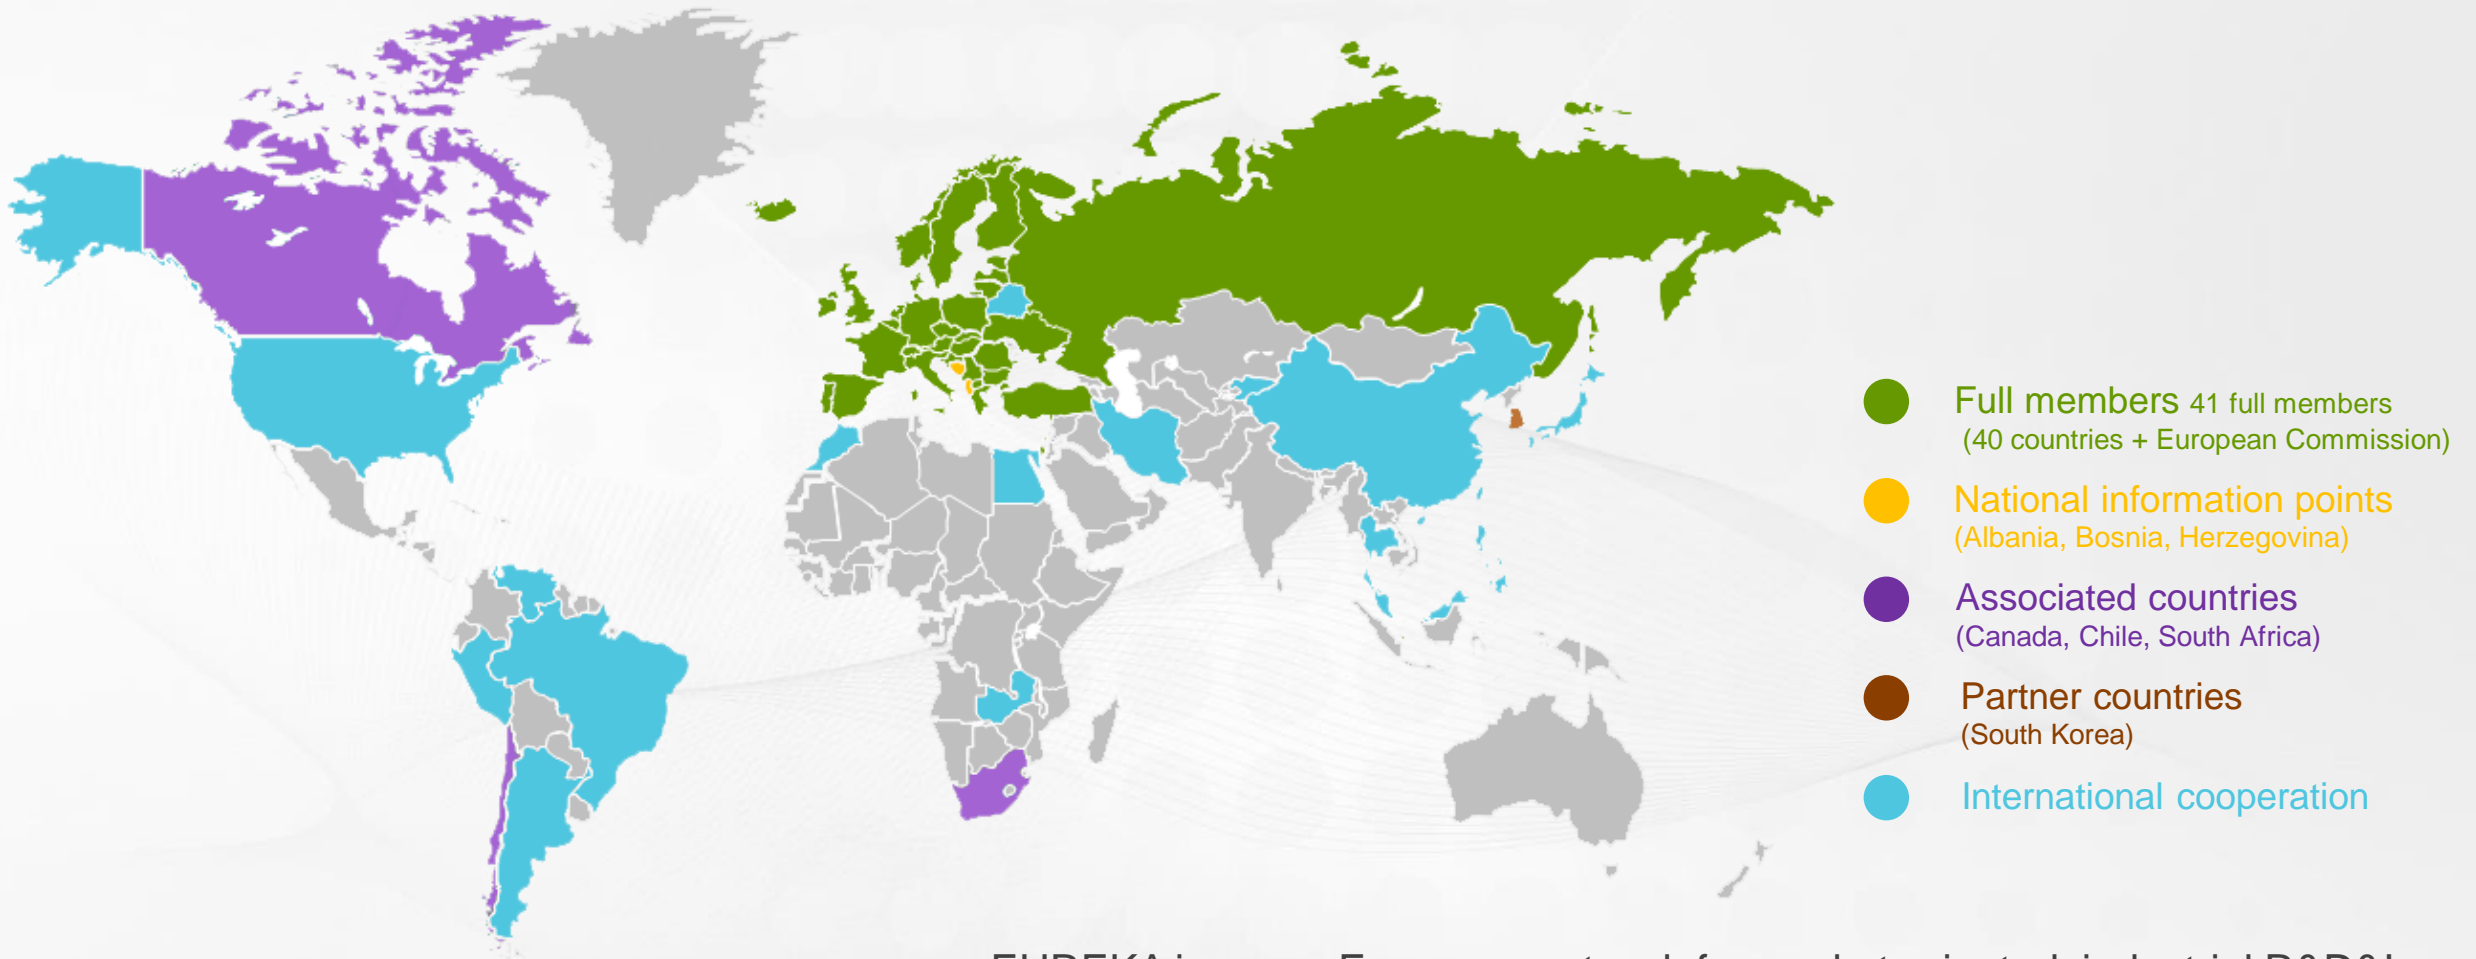 Full members 41 full members
(40 countries + European Commission)
National information points
(Albania, Bosnia, Herzegovina)
Associated countries
(Canada, Chile, South Africa)
Partner countries
(South Korea)
International cooperation